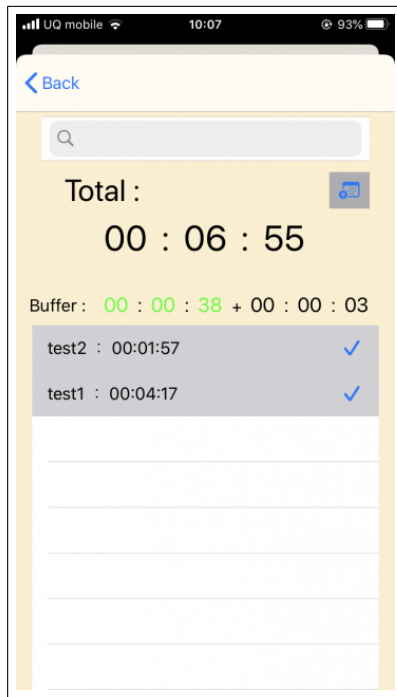 UQ mobile 10:07 93%
Back
Total :
00 : 06 : 55
Buffer : 00 : 00 : 38 + 00 : 00 : 03
test2 : 00:01:57
test1 : 00:04:17